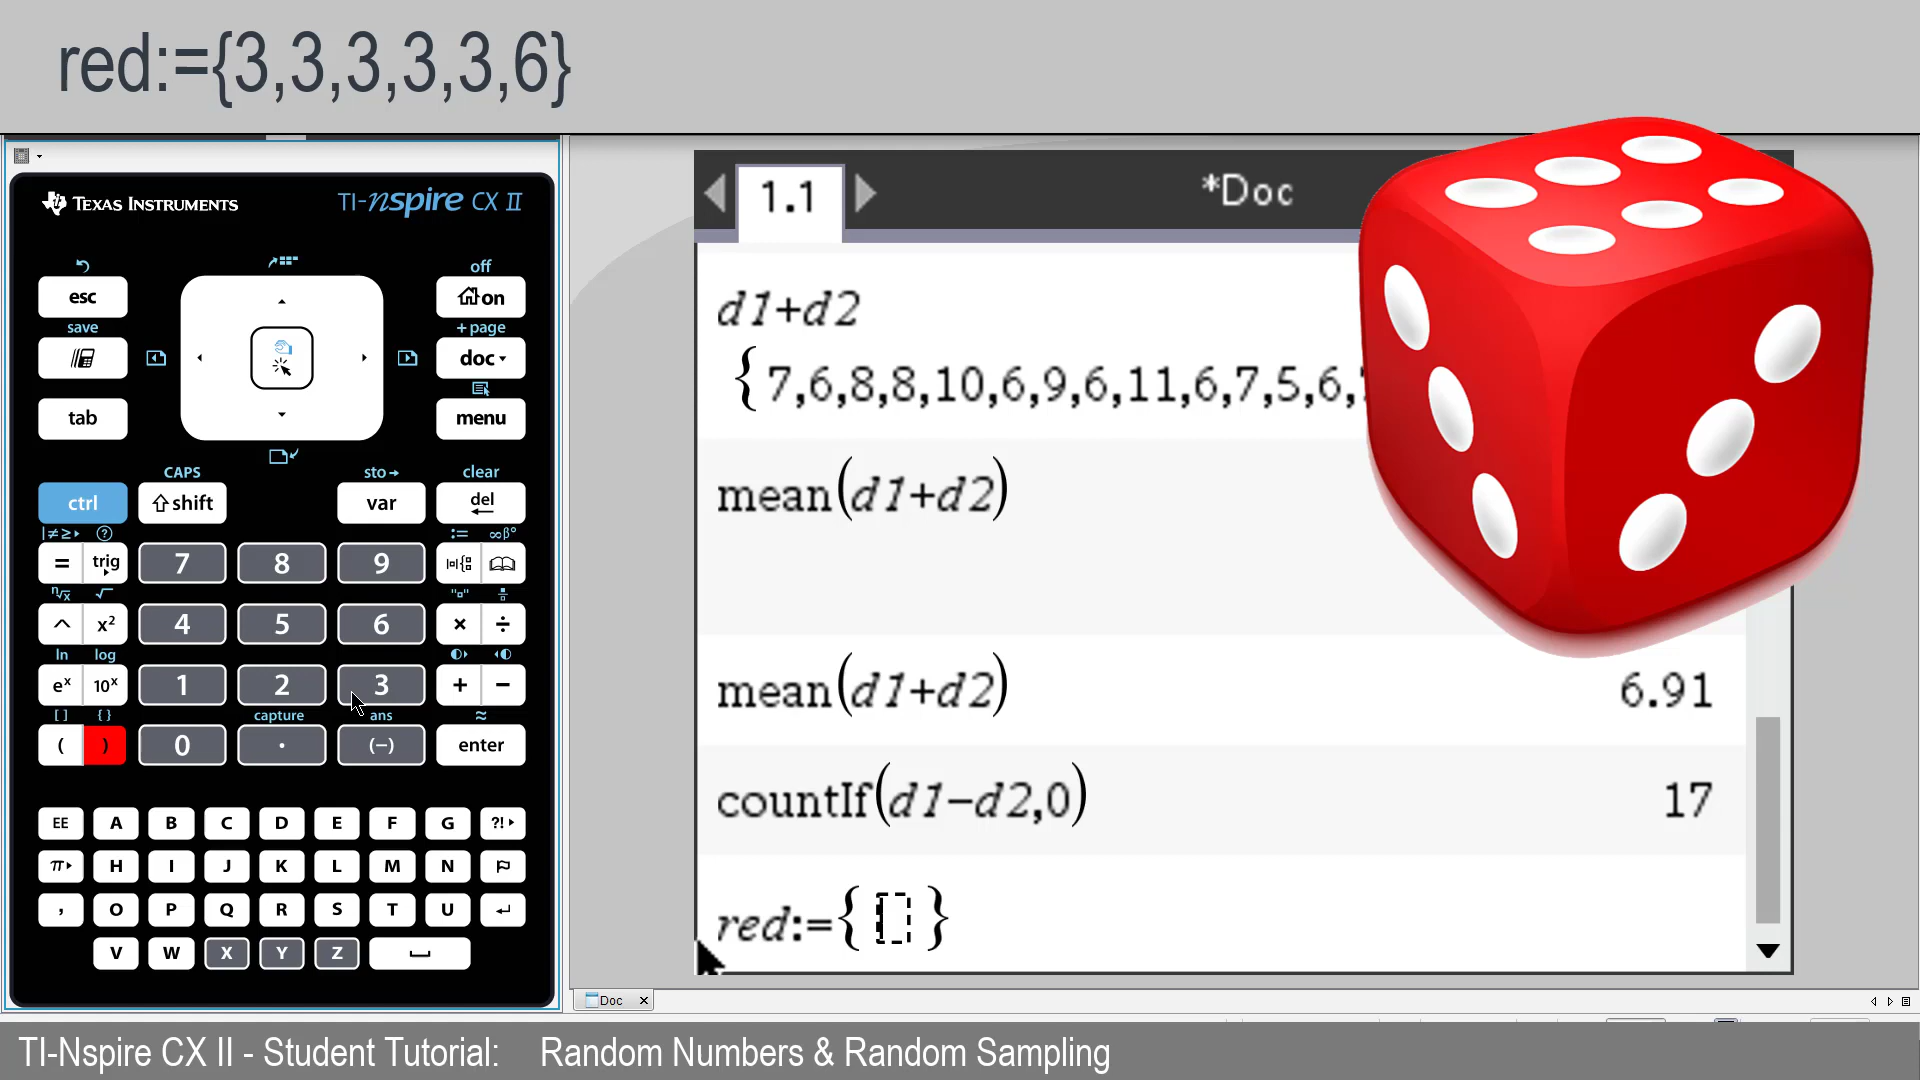 red:={3,3,3,3,3,6}
TEXAS INSTRUMENTS
TI-nspire CX II
off
esc
on
save
+ page
doc
tab
menu
CAPS
sto →
clear
ctrl
shift
var
del
|≠≥▸ ?
:= ∞β°
= trig 7 8 9
ⁿ√x √
"▫"
^ x² 4 5 6 × ÷
ln log
eˣ 10ˣ 1 2 3 + −
[ ] { } capture ans ≈
( ) 0 . (−) enter
EE A B C D E F G ?!▸
π▸ H I J K L M N
, O P Q R S T U ↵
V W X Y Z
1.1
*Doc
d1+d2
{7,6,8,8,10,6,9,6,11,6,7,5,6,
mean(d1+d2)
mean(d1+d2) 6.91
countIf(d1−d2,0) 17
red:={ }
Doc
TI-Nspire CX II - Student Tutorial: Random Numbers & Random Sampling